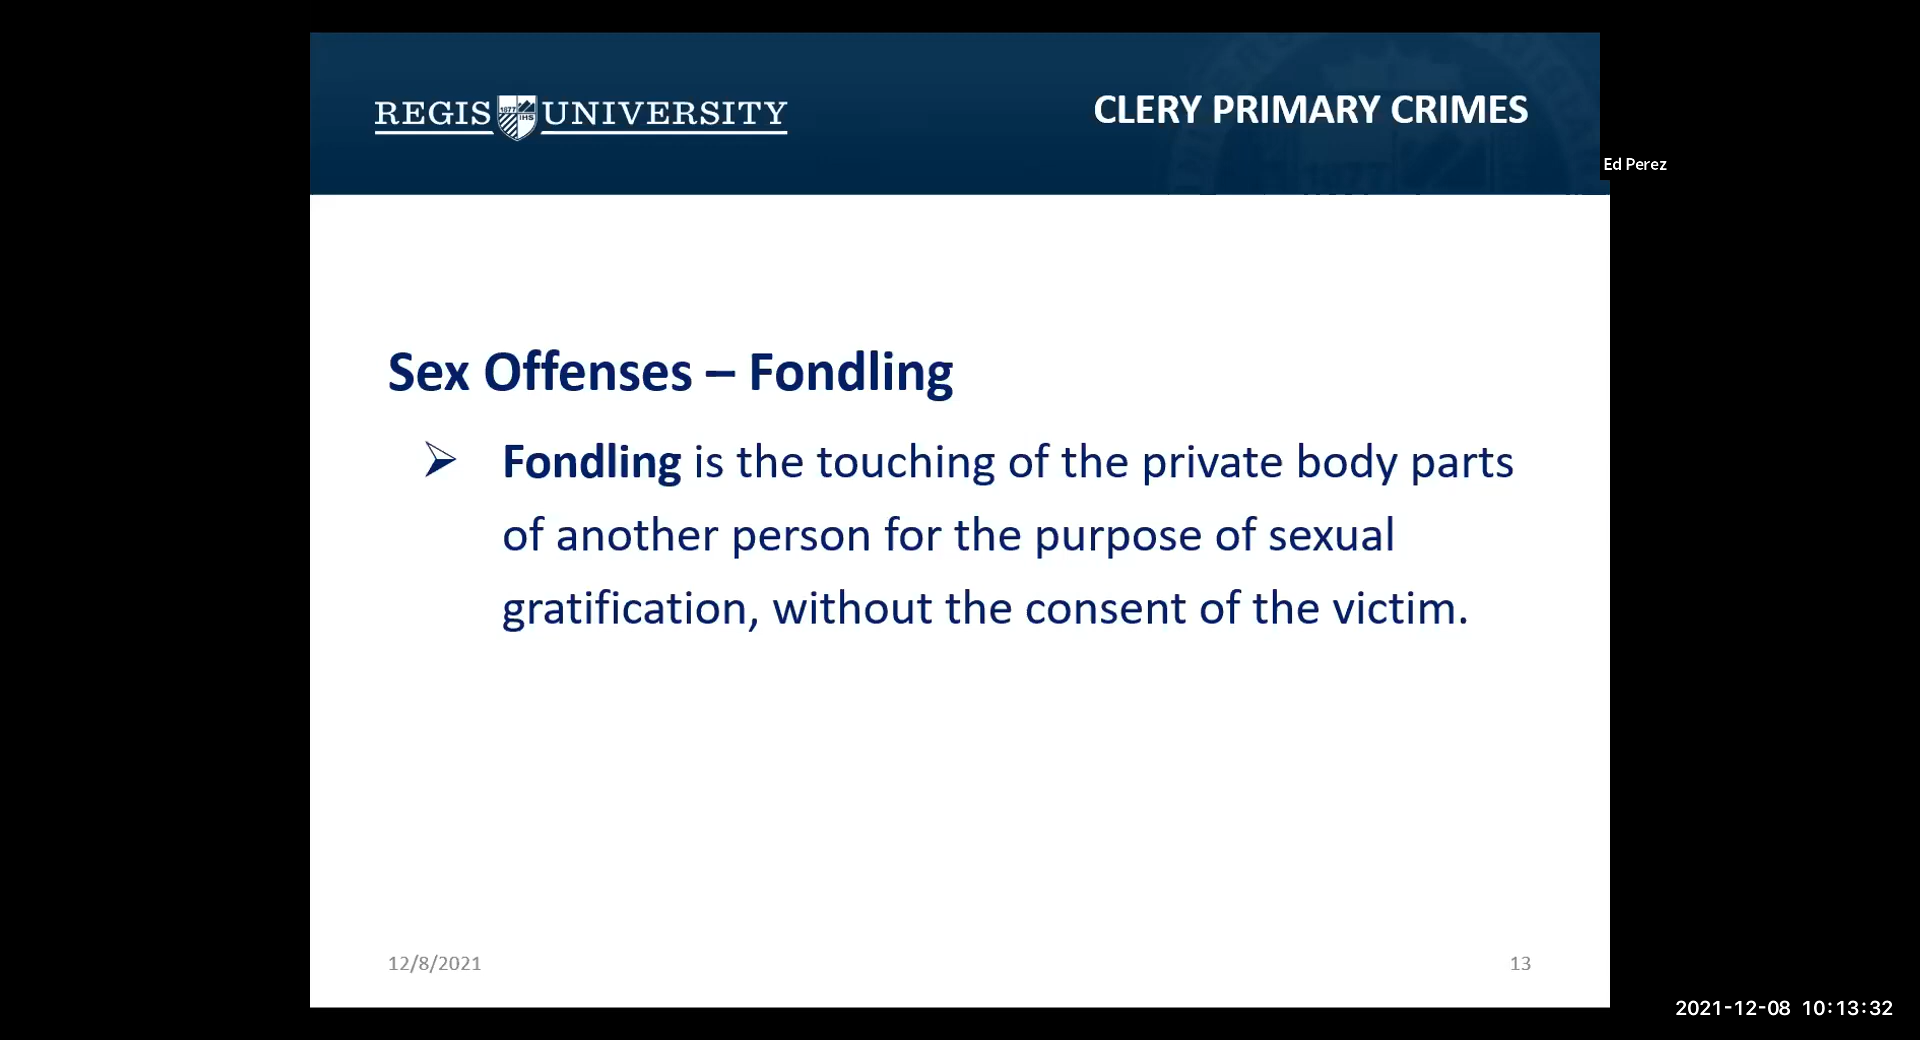 REGIS UNIVERSITY
1877
IHS
CLERY PRIMARY CRIMES
Ed Perez
Sex Offenses – Fondling
➢ Fondling is the touching of the private body parts
of another person for the purpose of sexual
gratification, without the consent of the victim.
12/8/2021
13
2021-12-08 10:13:32